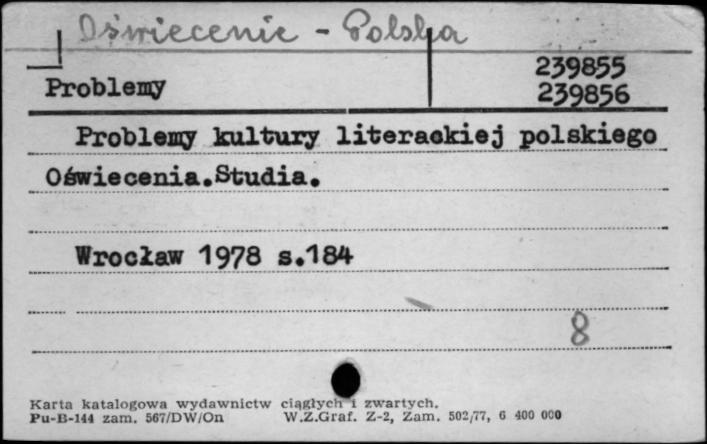 Oświecenie - Polska
239855
Problemy 239856
Problemy kultury literackiej polskiego
Oświecenia.Studia.
Wrocław 1978 s.184
8
Karta katalogowa wydawnictw ciągłych i zwartych.
Pu-B-144 zam. 567/DW/On W.Z.Graf. Z-2, Zam. 502/77, 6 400 000